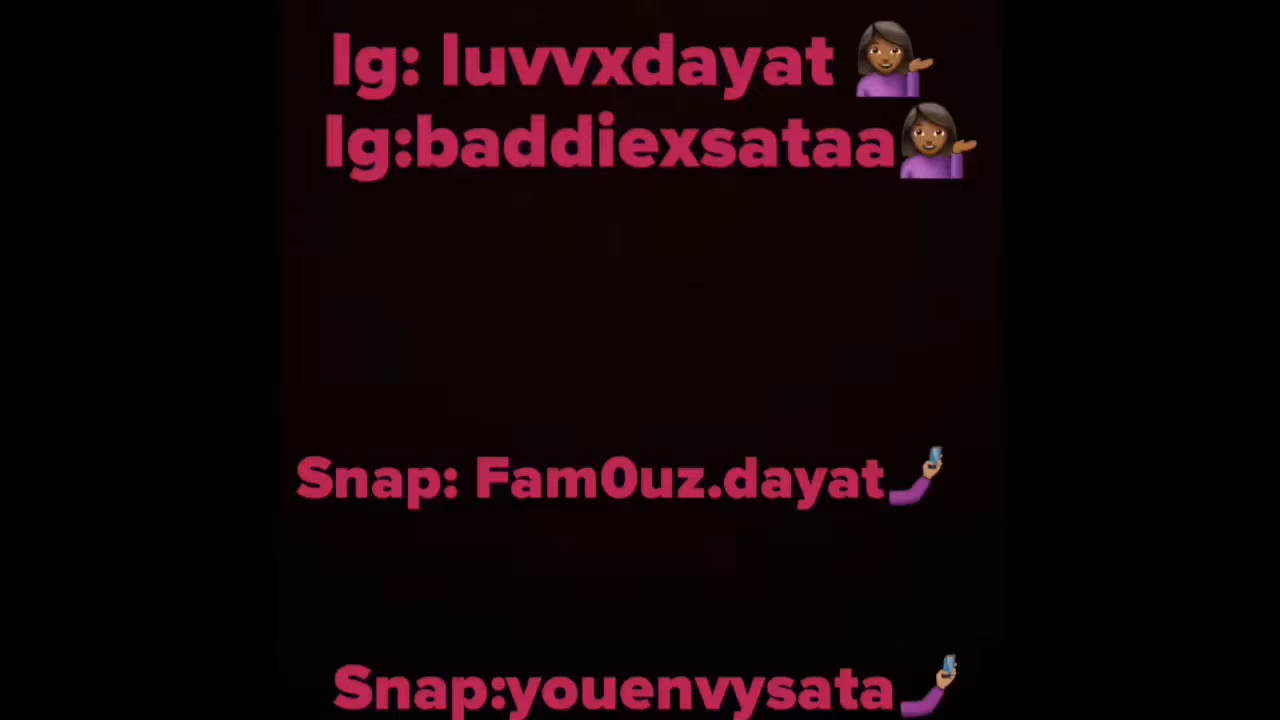 Ig: luvvxdayat 💁🏾‍♀️
Ig:baddiexsataa💁🏾‍♀️
Snap: Fam0uz.dayat🤳🏼
Snap:youenvysata🤳🏼